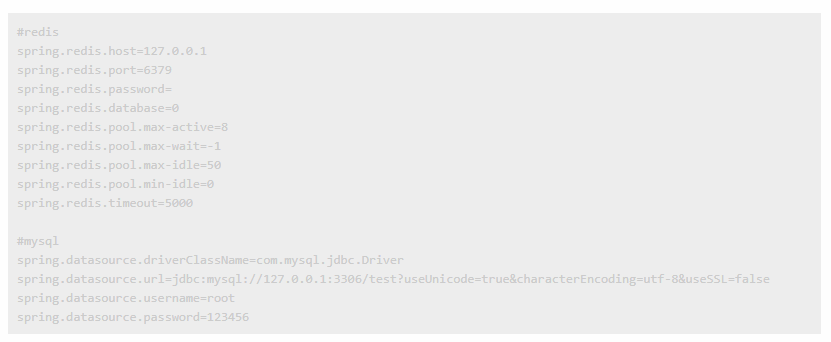 #redis
spring.redis.host=127.0.0.1
spring.redis.port=6379
spring.redis.password=
spring.redis.database=0
spring.redis.pool.max-active=8
spring.redis.pool.max-wait=-1
spring.redis.pool.max-idle=50
spring.redis.pool.min-idle=0
spring.redis.timeout=5000

#mysql
spring.datasource.driverClassName=com.mysql.jdbc.Driver
spring.datasource.url=jdbc:mysql://127.0.0.1:3306/test?useUnicode=true&characterEncoding=utf-8&useSSL=false
spring.datasource.username=root
spring.datasource.password=123456